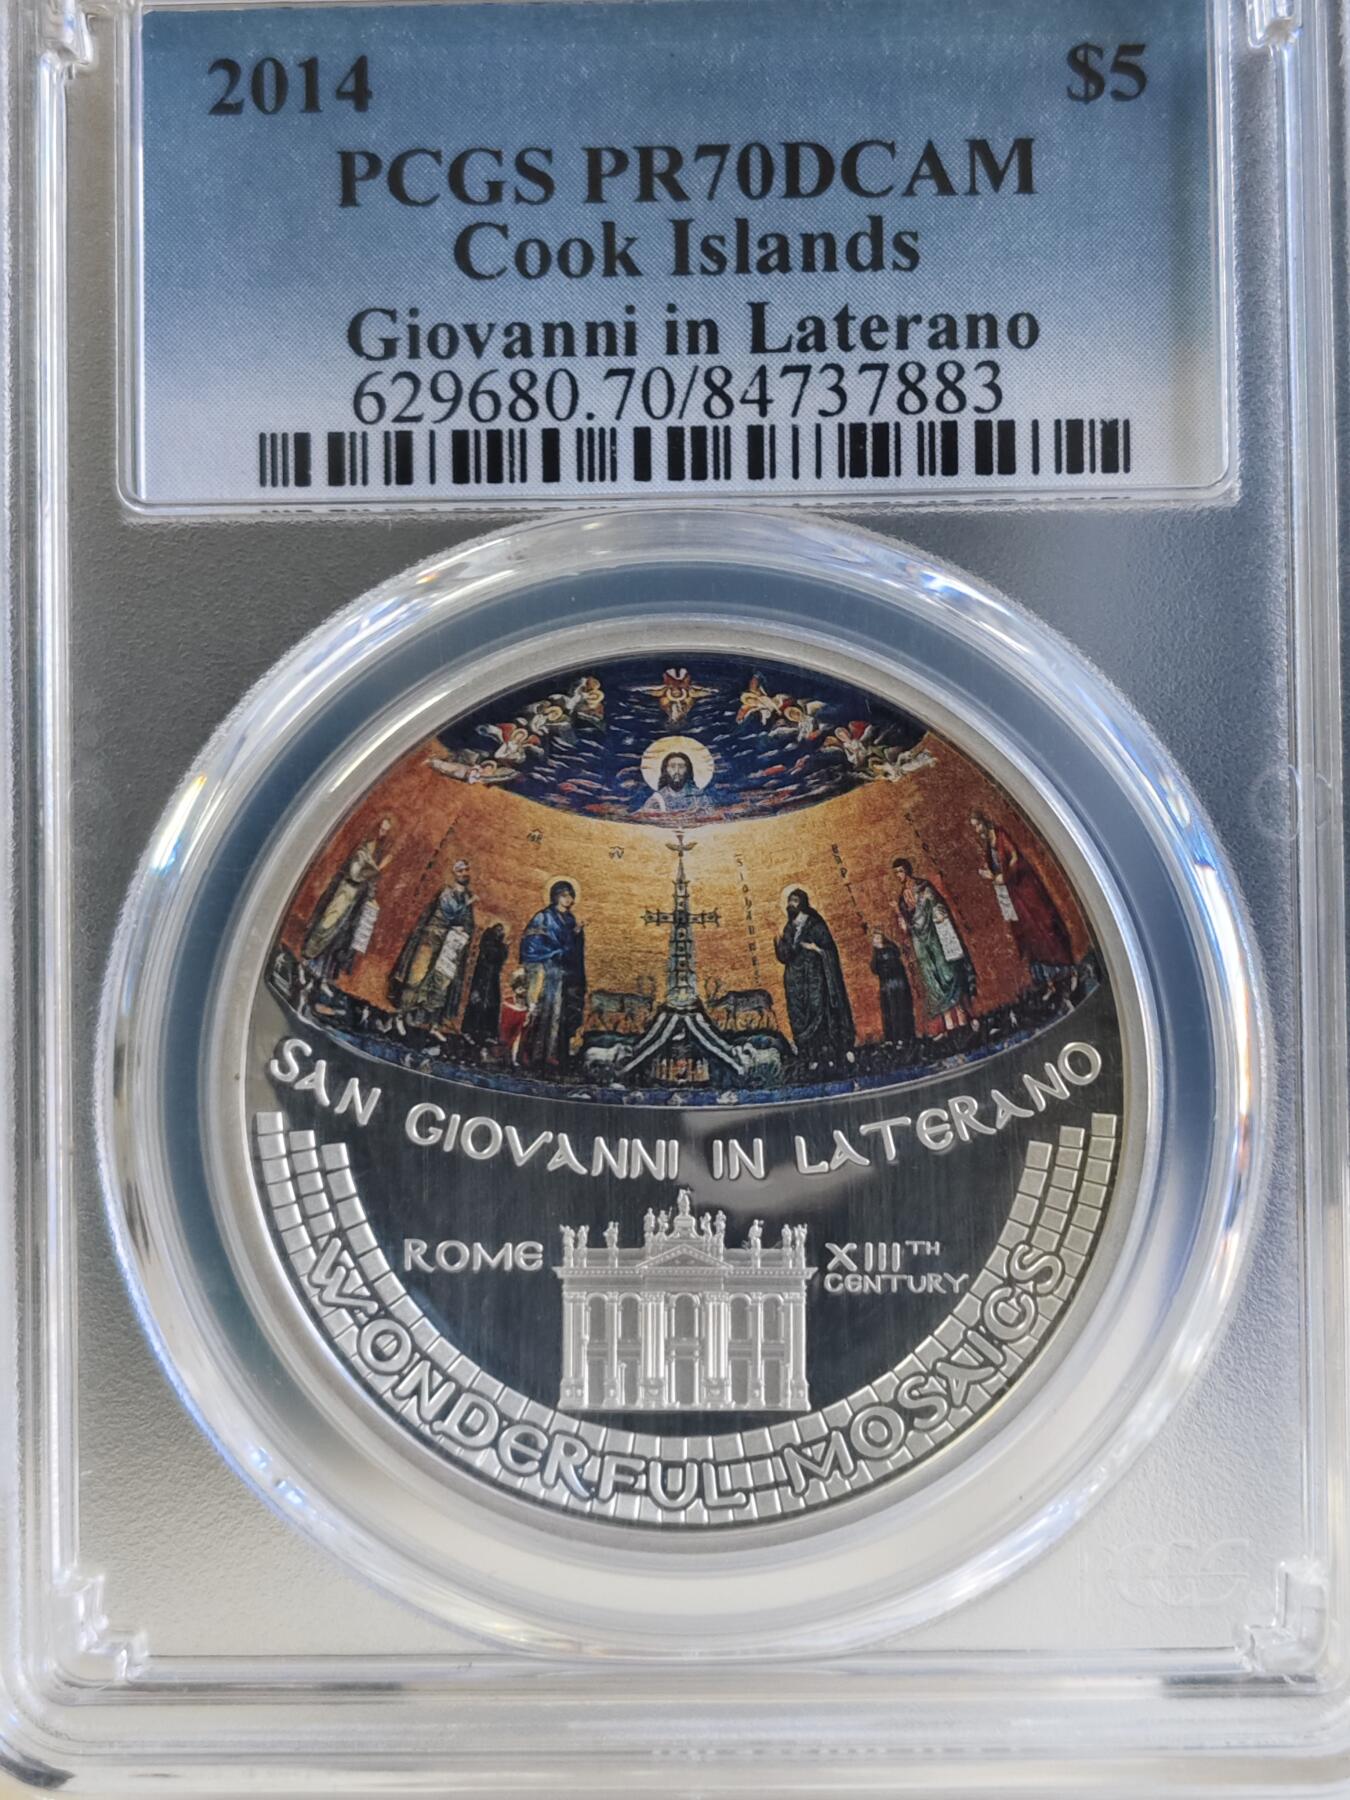 2014 $5
PCGS PR70DCAM
Cook Islands
Giovanni in Laterano
629680.70/84737883
SAN GIOVANNI IN LATERANO
ROME XIIITH CENTURY
WONDERFUL MOSAICS
PCGS